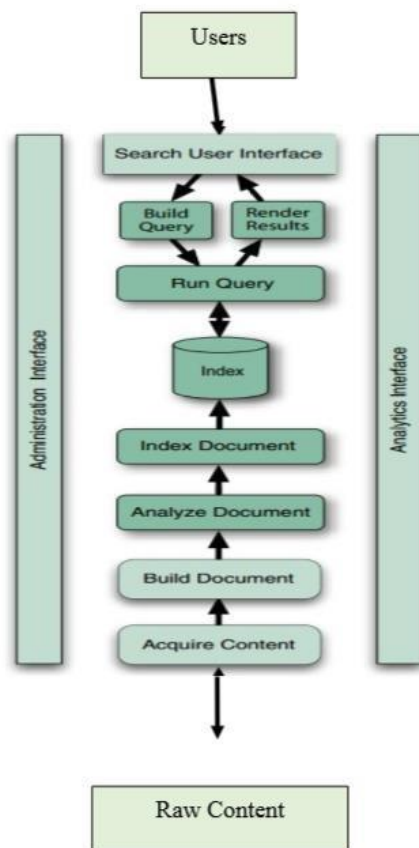 Users
Search User Interface
Build
Query
Render
Results
Run Query
Index
Index Document
Analyze Document
Build Document
Acquire Content
Administration Interface
Analytics Interface
Raw Content